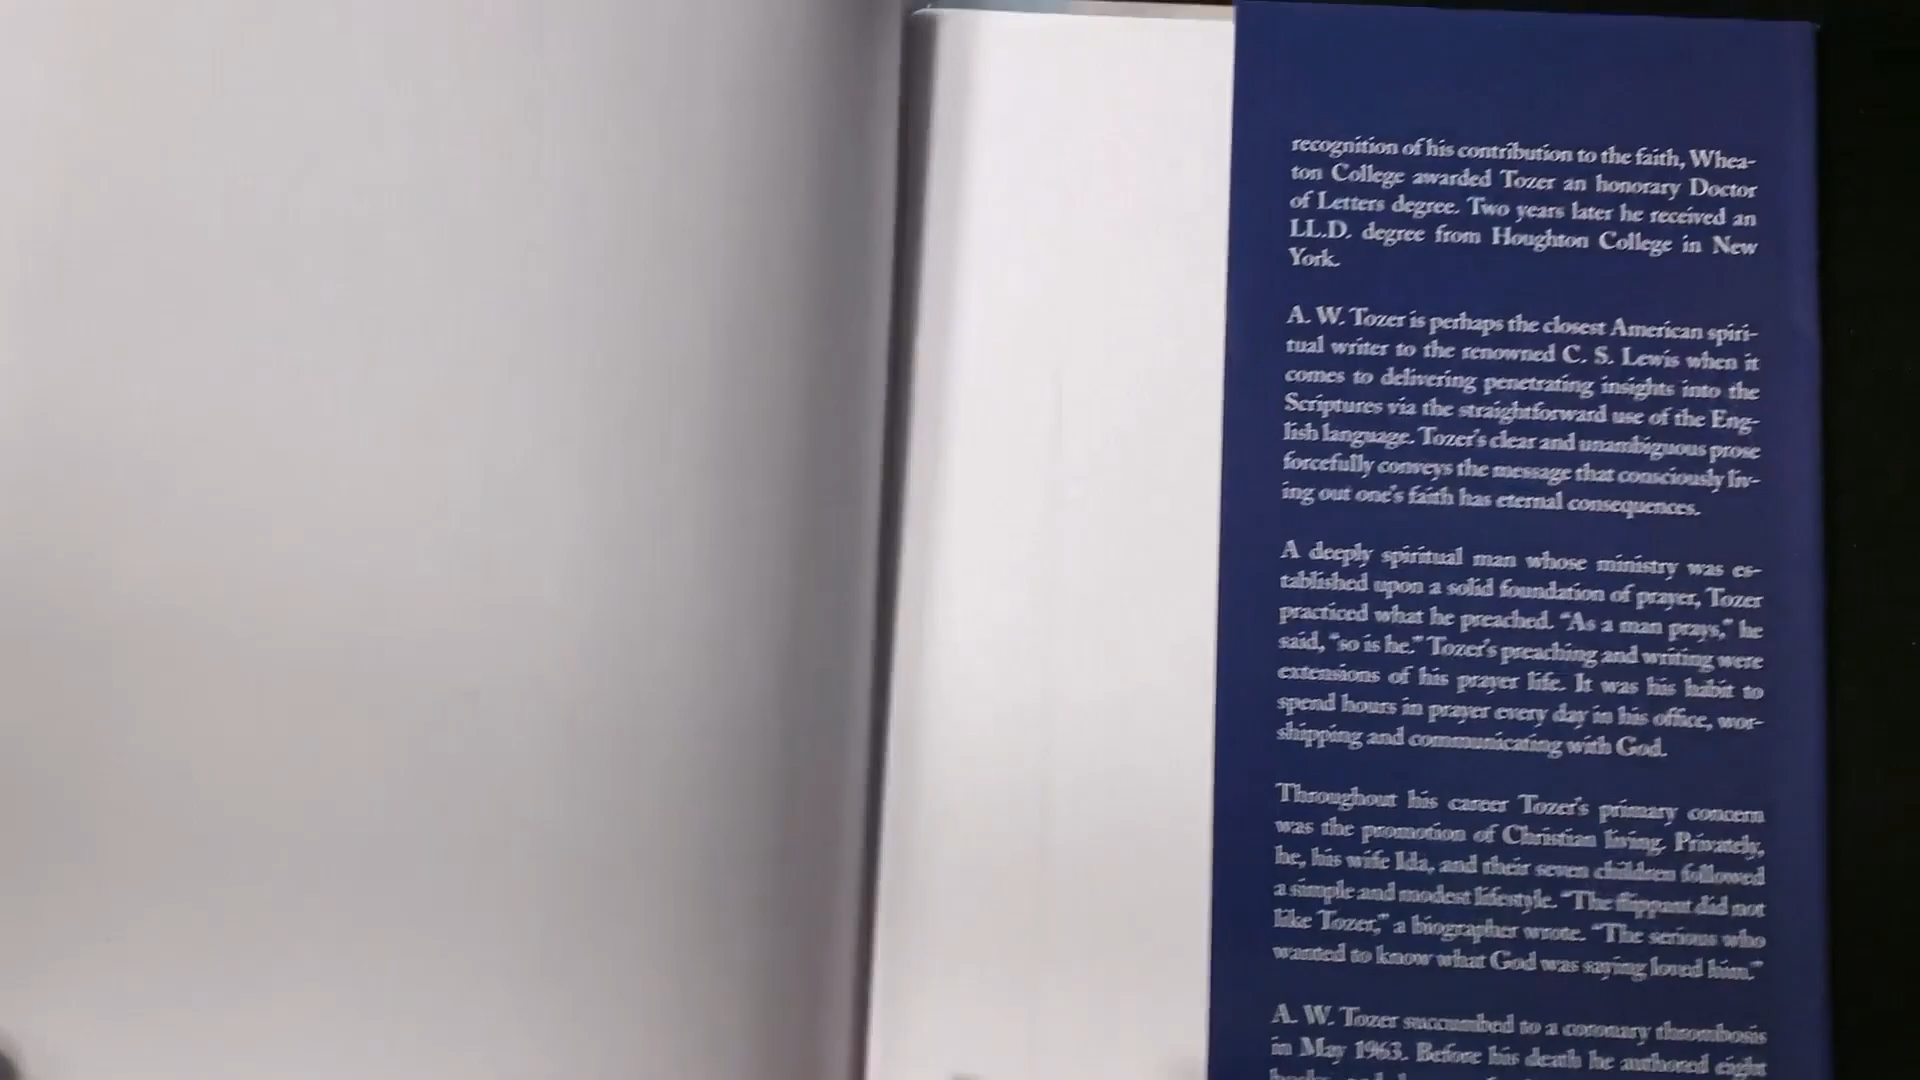 recognition of his contribution to the faith, Whea-
ton College awarded Tozer an honorary Doctor
of Letters degree. Two years later he received an
LL.D. degree from Houghton College in New
York.
A. W. Tozer is perhaps the closest American spiri-
tual writer to the renowned C. S. Lewis when it
comes to delivering penetrating insights into the
Scriptures via the straightforward use of the Eng-
lish language. Tozer's clear and unambiguous prose
forcefully conveys the message that consciously liv-
ing out one's faith has eternal consequences.
A deeply spiritual man whose ministry was es-
tablished upon a solid foundation of prayer, Tozer
practiced what he preached. "As a man prays," he
said, "so is he." Tozer's preaching and writing were
extensions of his prayer life. It was his habit to
spend hours in prayer every day in his office, wor-
shipping and communicating with God.
Throughout his career Tozer's primary concern
was the promotion of Christian living. Privately,
he, his wife Ida, and their seven children followed
a simple and modest lifestyle. "The flippant did not
like Tozer," a biographer wrote. "The serious who
wanted to know what God was saying loved him."
A. W. Tozer succumbed to a coronary thrombosis
in May 1963. Before his death he authored eight